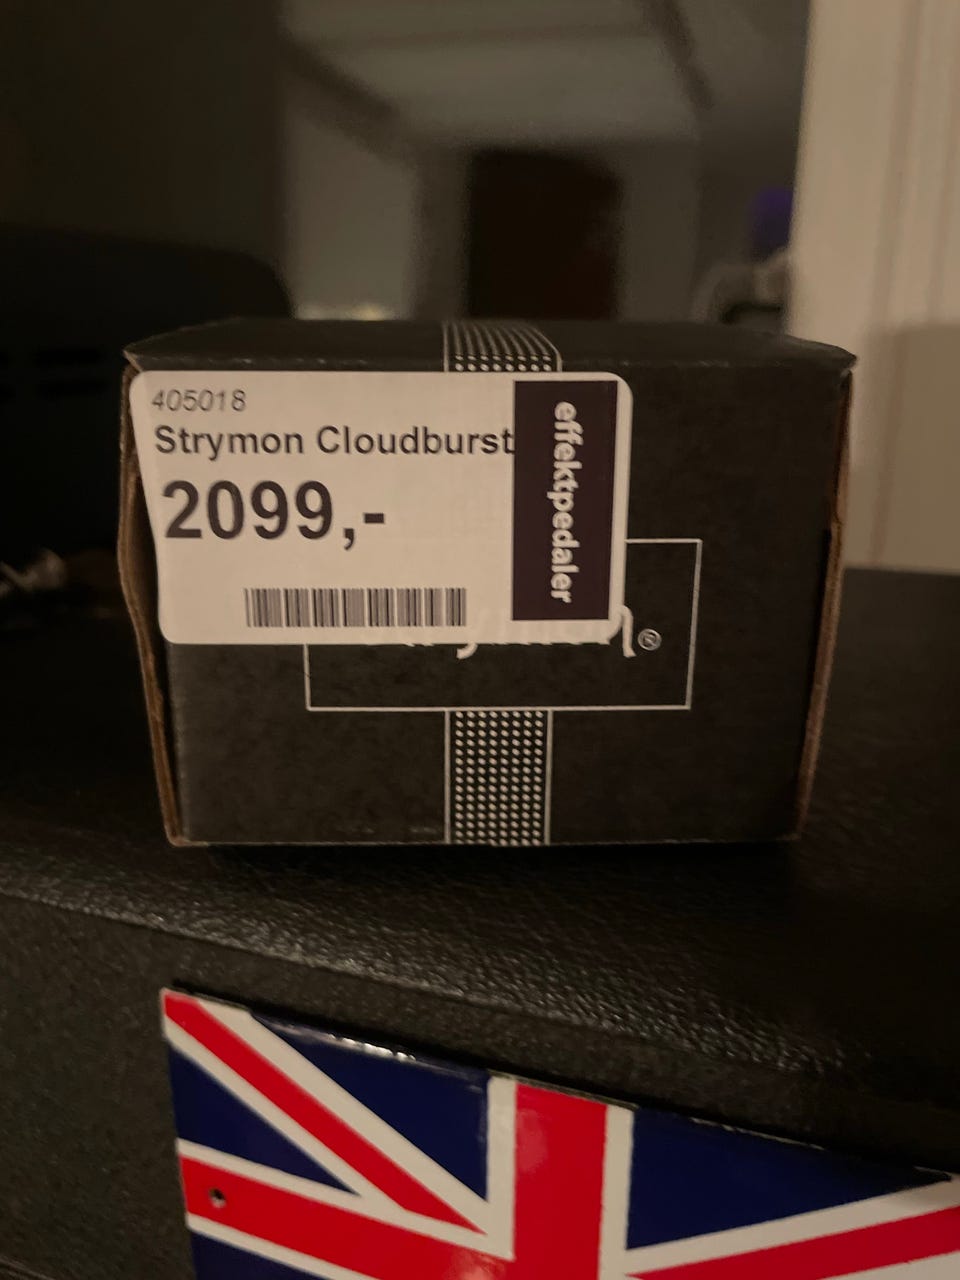 405018
Strymon Cloudburst
2099,-
effektpedaler
®